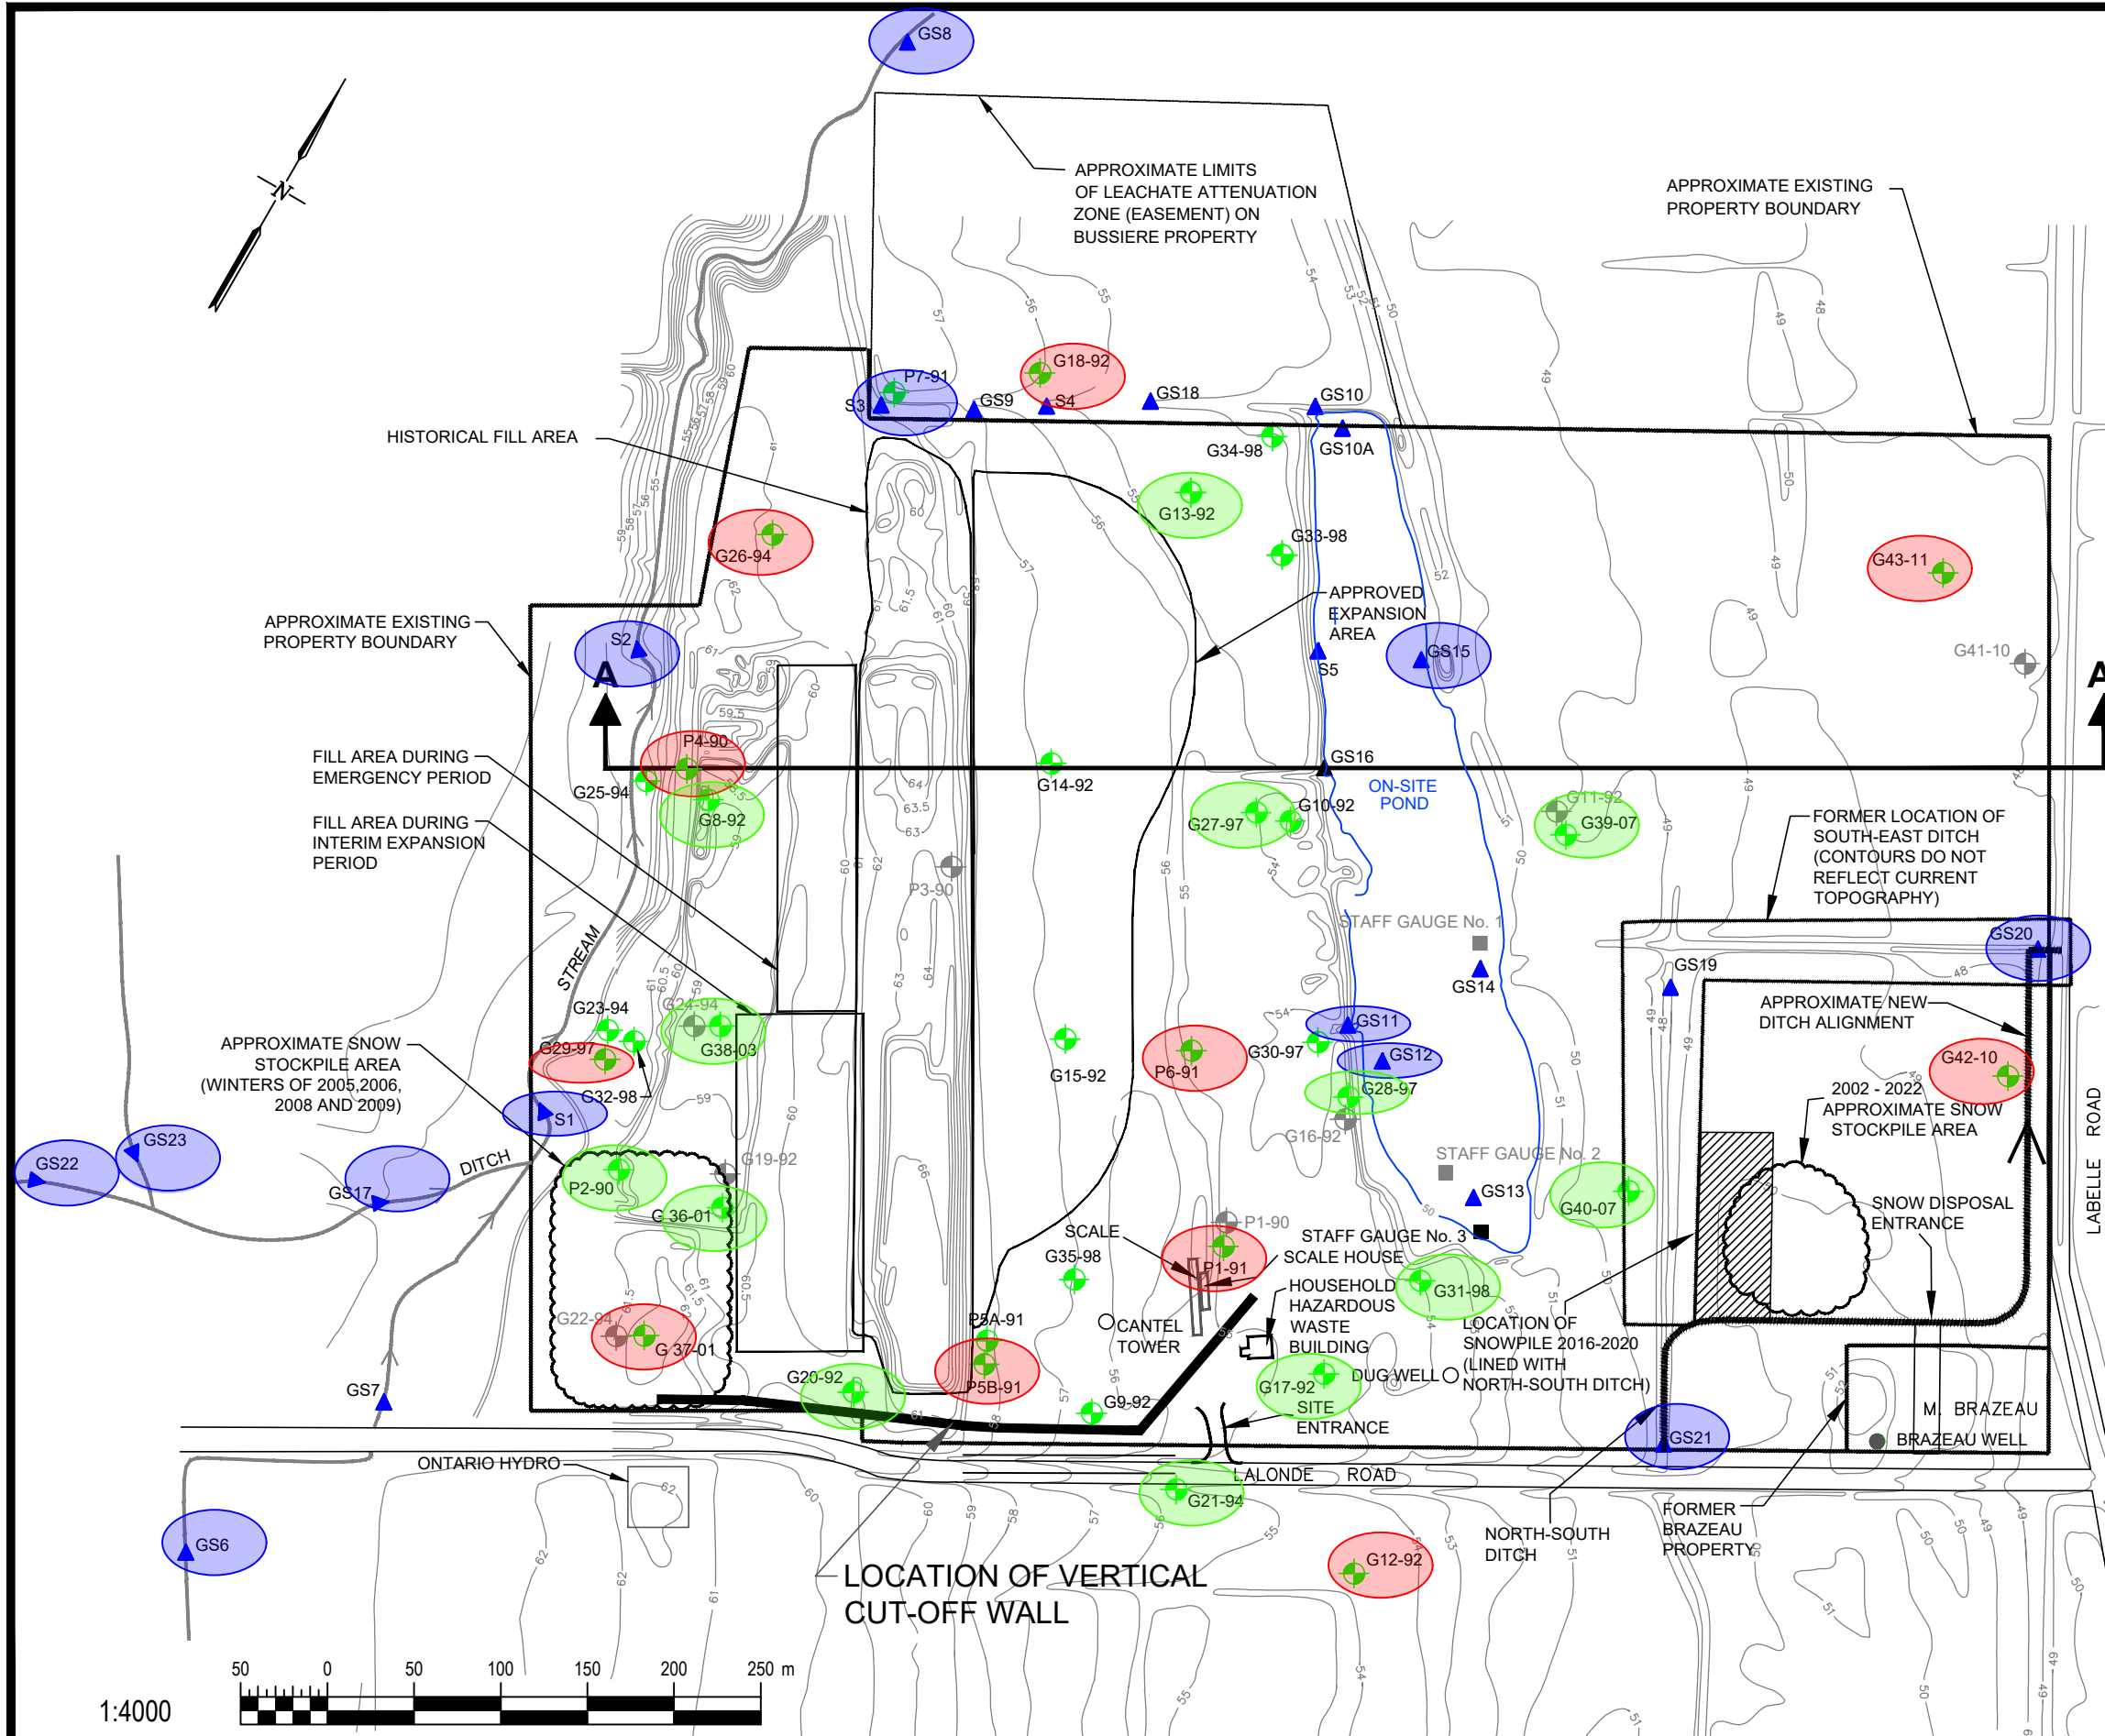 GS8
N
APPROXIMATE LIMITS
OF LEACHATE ATTENUATION
ZONE (EASEMENT) ON
BUSSIERE PROPERTY
APPROXIMATE EXISTING
PROPERTY BOUNDARY
P7-91
S3
GS9
G18-92
S4
GS18
GS10
GS10A
G34-98
HISTORICAL FILL AREA
G13-92
G33-98
G26-94
G43-11
APPROVED
EXPANSION
AREA
APPROXIMATE EXISTING
PROPERTY BOUNDARY
S2
A
S5
GS15
G41-10
A
FILL AREA DURING
EMERGENCY PERIOD
P4-90
G25-94
G8-92
G14-92
GS16
ON-SITE
POND
FILL AREA DURING
INTERIM EXPANSION
PERIOD
P3-90
G27-97
G10-92
G11-92
G39-07
FORMER LOCATION OF
SOUTH-EAST DITCH
(CONTOURS DO NOT
REFLECT CURRENT
TOPOGRAPHY)
STAFF GAUGE No. 1
GS14
GS19
GS20
STREAM
G23-94
G24-94
G38-03
G29-97
G32-98
S1
APPROXIMATE SNOW
STOCKPILE AREA
(WINTERS OF 2005,2006,
2008 AND 2009)
G15-92
P6-91
G30-97
GS11
GS12
G28-97
G16-92
APPROXIMATE NEW
DITCH ALIGNMENT
G42-10
2002 - 2022
APPROXIMATE SNOW
STOCKPILE AREA
LABELLE ROAD
GS22
GS23
GS17
DITCH
P2-90
G19-92
G 36-01
STAFF GAUGE No. 2
GS13
G40-07
SNOW DISPOSAL
ENTRANCE
P1-90
P1-91
SCALE
STAFF GAUGE No. 3
SCALE HOUSE
G35-98
HOUSEHOLD
HAZARDOUS
WASTE
BUILDING
G31-98
LOCATION OF
SNOWPILE 2016-2020
(LINED WITH
NORTH-SOUTH DITCH)
CANTEL
TOWER
G22-94
G 37-01
P5A-91
P5B-91
G20-92
GS7
G9-92
G17-92
DUG WELL
SITE
ENTRANCE
GS21
M. BRAZEAU
BRAZEAU WELL
ONTARIO HYDRO
LALONDE ROAD
G21-94
GS6
G12-92
NORTH-SOUTH
DITCH
FORMER
BRAZEAU
PROPERTY
LOCATION OF VERTICAL
CUT-OFF WALL
50 0 50 100 150 200 250 m
1:4000